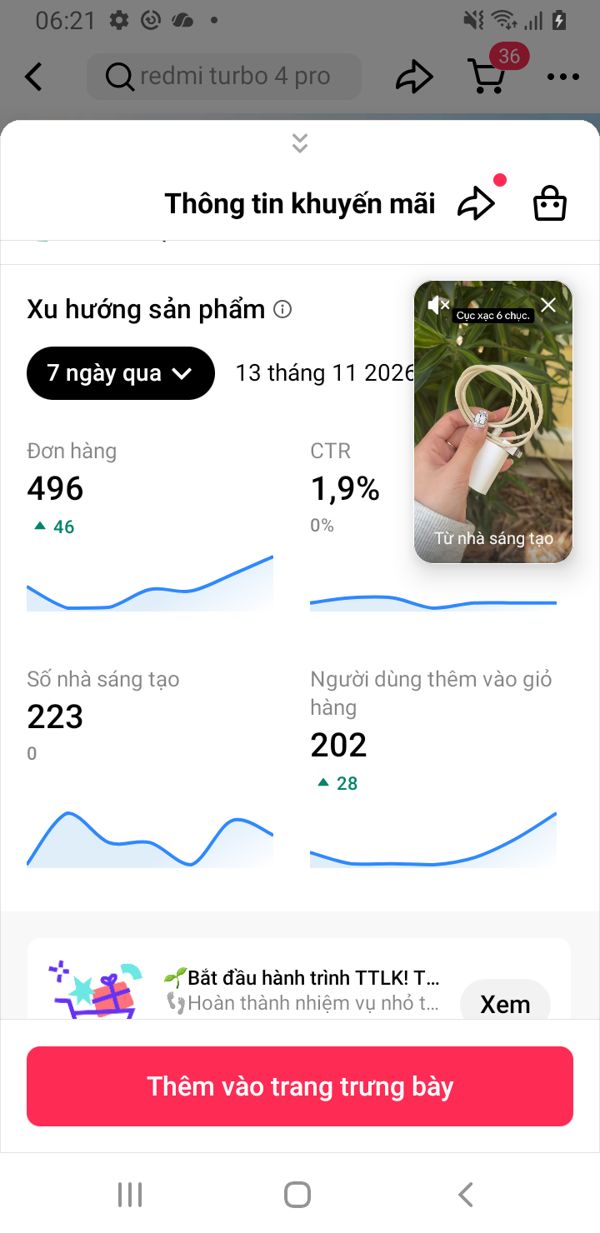 06:21
redmi turbo 4 pro
36
Thông tin khuyến mãi
Xu hướng sản phẩm
7 ngày qua
13 tháng 11 2026
Cục xạc 6 chục.
Từ nhà sáng tạo
Đơn hàng
496
46
CTR
1,9%
0%
Số nhà sáng tạo
223
0
Người dùng thêm vào giỏ
hàng
202
28
🌱Bắt đầu hành trình TTLK! T...
👣Hoàn thành nhiệm vụ nhỏ t...
Xem
Thêm vào trang trưng bày